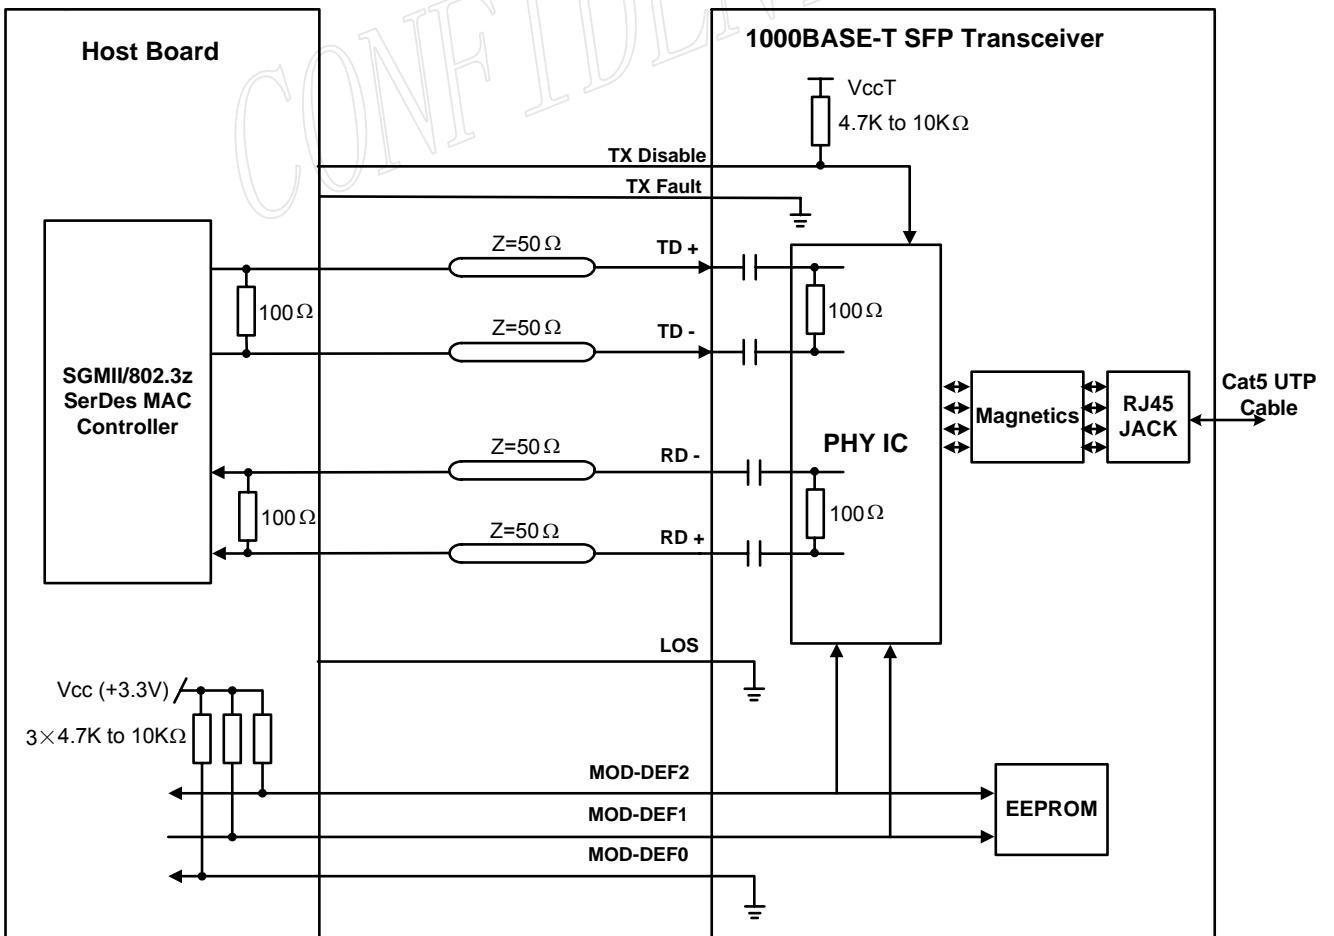 CONFIDEN
Host Board
1000BASE-T SFP Transceiver
VccT
4.7K to 10KΩ
TX Disable
TX Fault
Z=50Ω
TD +
100Ω
100Ω
Z=50Ω
TD -
SGMII/802.3z
SerDes MAC
Controller
PHY IC
Magnetics
RJ45
JACK
Cat5 UTP
Cable
Z=50Ω
RD -
100Ω
100Ω
Z=50Ω
RD +
LOS
Vcc (+3.3V)
3×4.7K to 10KΩ
MOD-DEF2
MOD-DEF1
MOD-DEF0
EEPROM